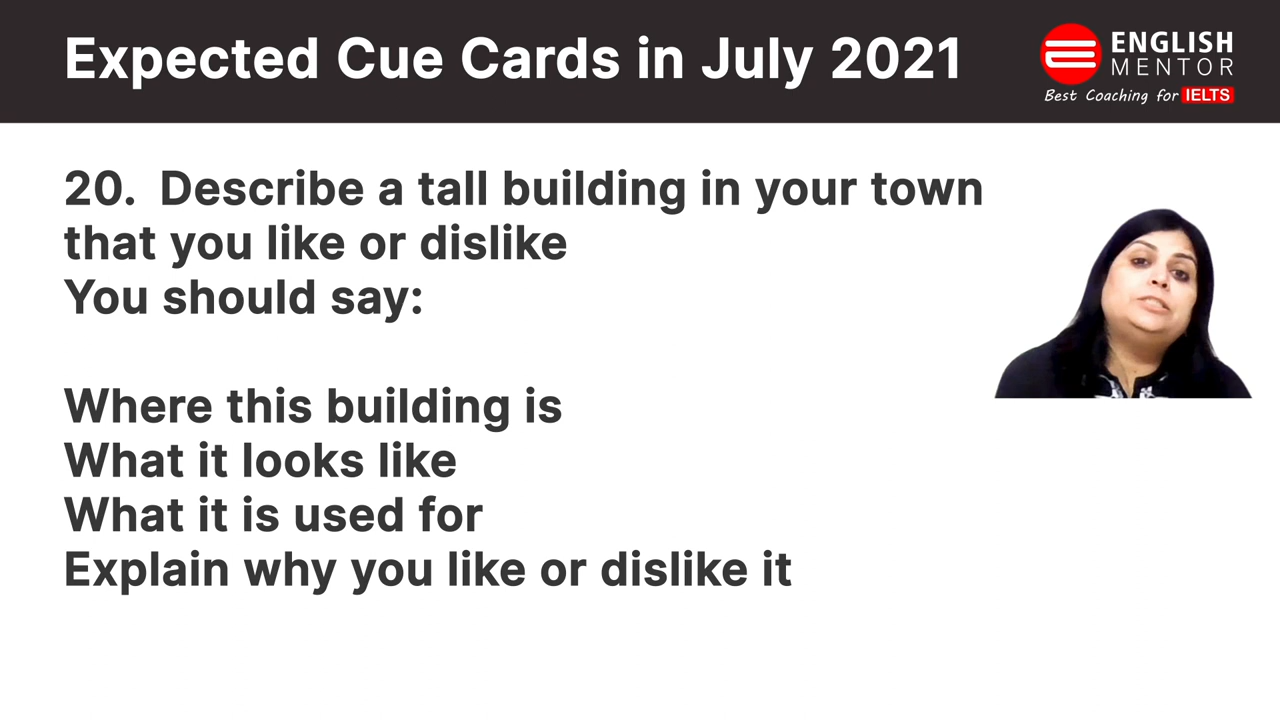 Expected Cue Cards in July 2021
ENGLISH
MENTOR
Best Coaching for IELTS
20. Describe a tall building in your town
that you like or dislike
You should say:
Where this building is
What it looks like
What it is used for
Explain why you like or dislike it